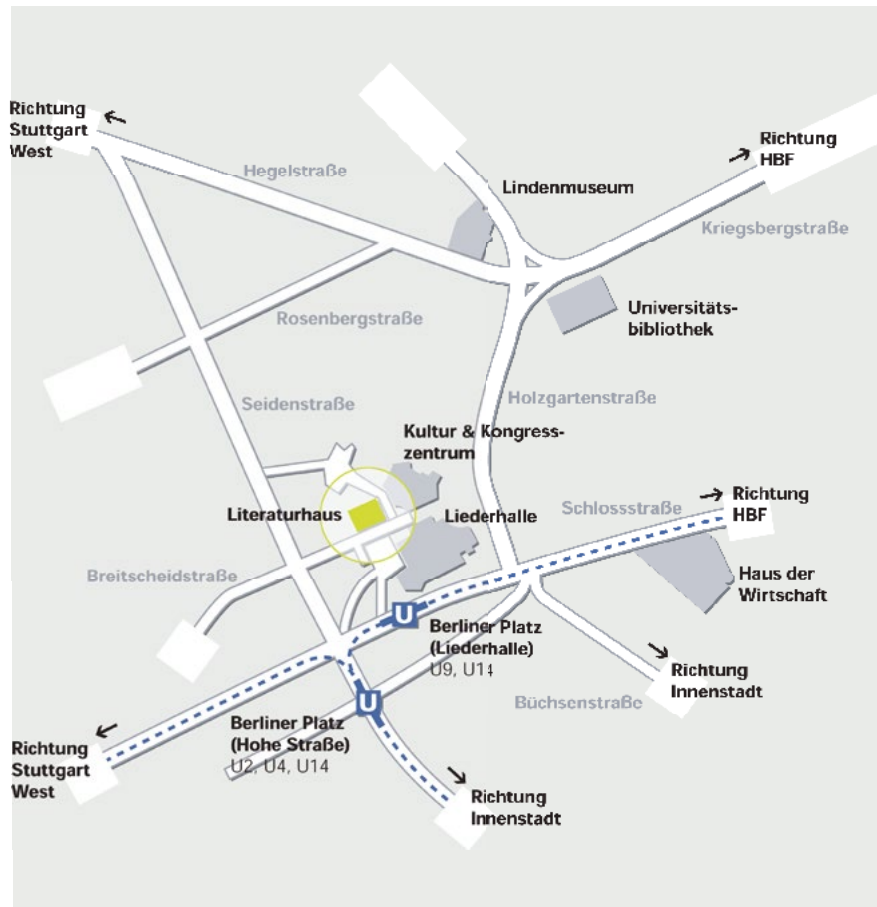 Richtung
Stuttgart
West
Hegelstraße
Lindenmuseum
Richtung
HBF
Kriegsbergstraße
Universitäts-
bibliothek
Rosenbergstraße
Seidenstraße
Holzgartenstraße
Kultur & Kongress-
zentrum
Literaturhaus
Liederhalle
Schlossstraße
Richtung
HBF
Breitscheidstraße
Haus der
Wirtschaft
U
Berliner Platz
(Liederhalle)
U9, U14
Richtung
Innenstadt
Büchsenstraße
U
Berliner Platz
(Hohe Straße)
U2, U4, U14
Richtung
Stuttgart
West
Richtung
Innenstadt